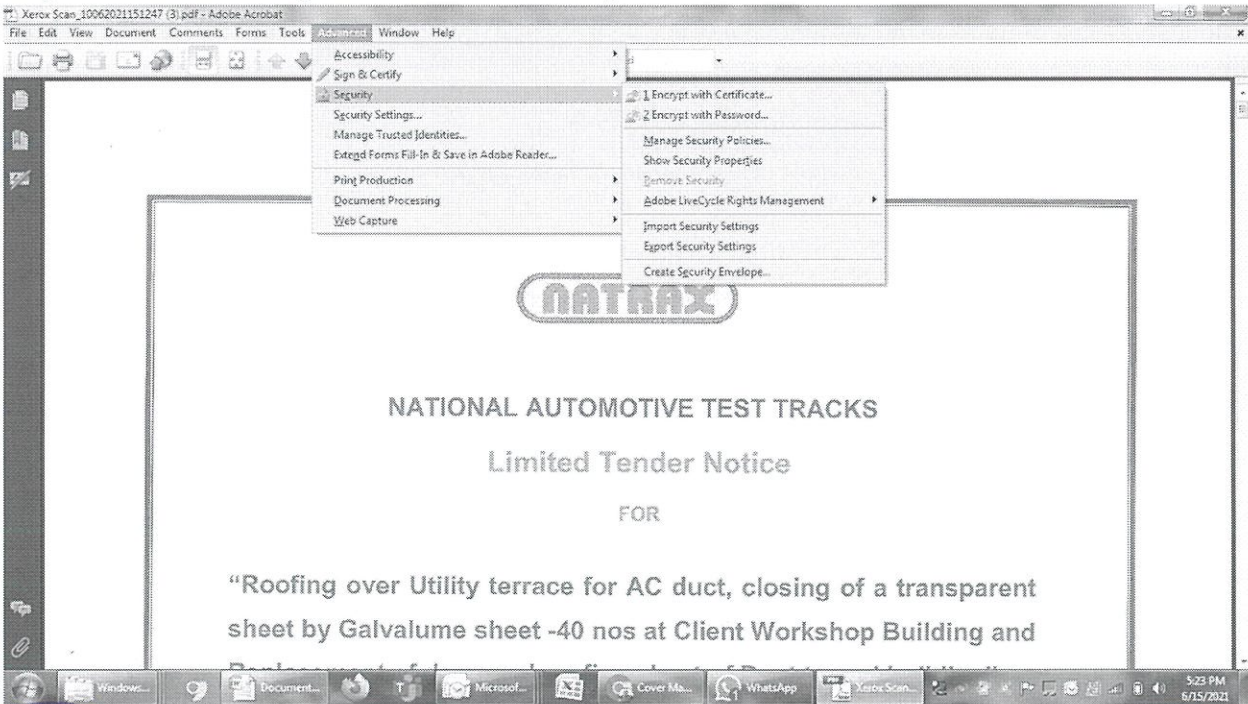 Xerox Scan_10062021151247 (3).pdf - Adobe Acrobat
File Edit View Document Comments Forms Tools Advanced Window Help
Accessibility
Sign & Certify
Security
Security Settings...
Manage Trusted Identities...
Extend Forms Fill-In & Save in Adobe Reader...
Print Production
Document Processing
Web Capture
1 Encrypt with Certificate...
2 Encrypt with Password...
Manage Security Policies...
Show Security Properties
Remove Security
Adobe LiveCycle Rights Management
Import Security Settings
Export Security Settings
Create Security Envelope...
NATRAX
NATIONAL AUTOMOTIVE TEST TRACKS
Limited Tender Notice
FOR
“Roofing over Utility terrace for AC duct, closing of a transparent
sheet by Galvalume sheet -40 nos at Client Workshop Building and
Windows... Document... Microsof... Cover Ma... WhatsApp Xerox Scan... 5:23 PM
6/15/2021